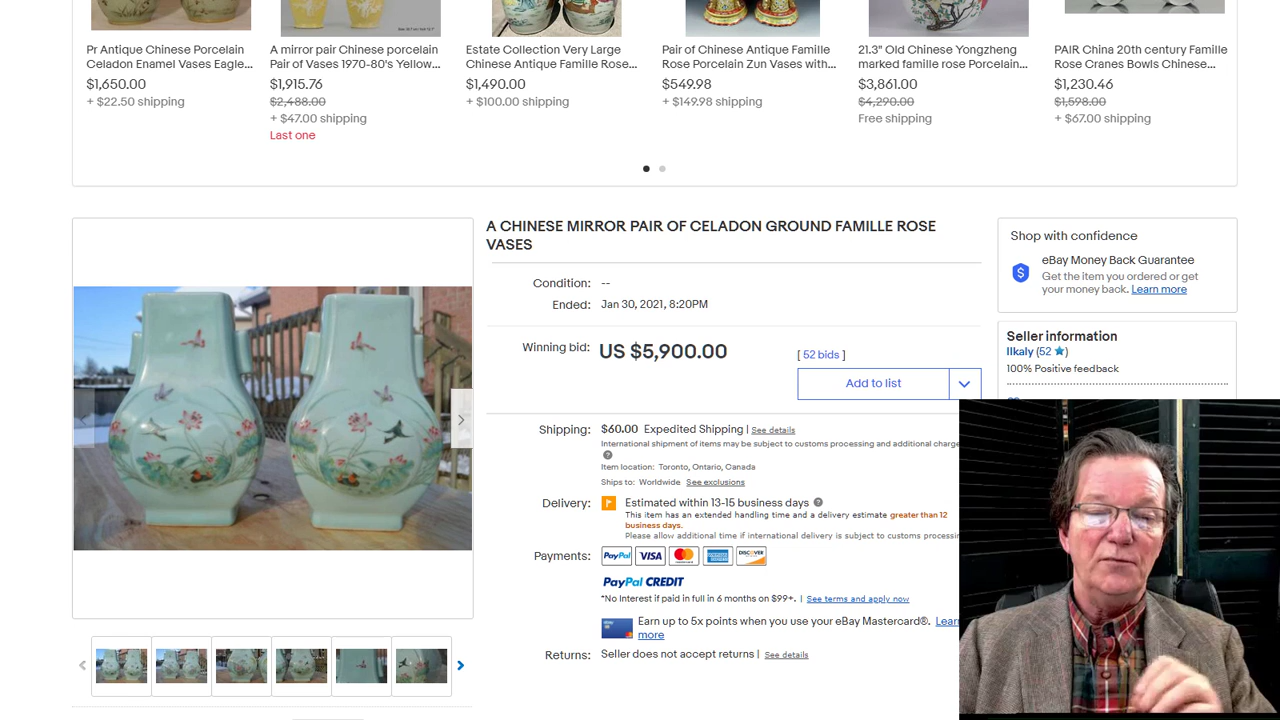 Pr Antique Chinese Porcelain
Celadon Enamel Vases Eagle...
$1,650.00
+ $22.50 shipping
A mirror pair Chinese porcelain
Pair of Vases 1970-80's Yellow...
$1,915.76
$2,488.00
+ $47.00 shipping
Last one
Estate Collection Very Large
Chinese Antique Famille Rose...
$1,490.00
+ $100.00 shipping
Pair of Chinese Antique Famille
Rose Porcelain Zun Vases with...
$549.98
+ $149.98 shipping
21.3" Old Chinese Yongzheng
marked famille rose Porcelain...
$3,861.00
$4,290.00
Free shipping
PAIR China 20th century Famille
Rose Cranes Bowls Chinese...
$1,230.46
$1,598.00
+ $67.00 shipping
A CHINESE MIRROR PAIR OF CELADON GROUND FAMILLE ROSE
VASES
Condition: --
Ended: Jan 30, 2021, 8:20PM
Winning bid: US $5,900.00
[ 52 bids ]
Add to list
Shipping: $60.00 Expedited Shipping | See details
International shipment of items may be subject to customs processing and additional charge
Item location: Toronto, Ontario, Canada
Ships to: Worldwide See exclusions
Delivery: Estimated within 13-15 business days
This item has an extended handling time and a delivery estimate greater than 12
business days.
Please allow additional time if international delivery is subject to customs processin
Payments: PayPal VISA MasterCard AMERICAN EXPRESS DISCOVER
PayPal CREDIT
*No Interest if paid in full in 6 months on $99+. | See terms and apply now
Earn up to 5x points when you use your eBay Mastercard®. Lear
more
Returns: Seller does not accept returns | See details
Shop with confidence
eBay Money Back Guarantee
Get the item you ordered or get
your money back. Learn more
Seller information
llkaly (52 ★)
100% Positive feedback